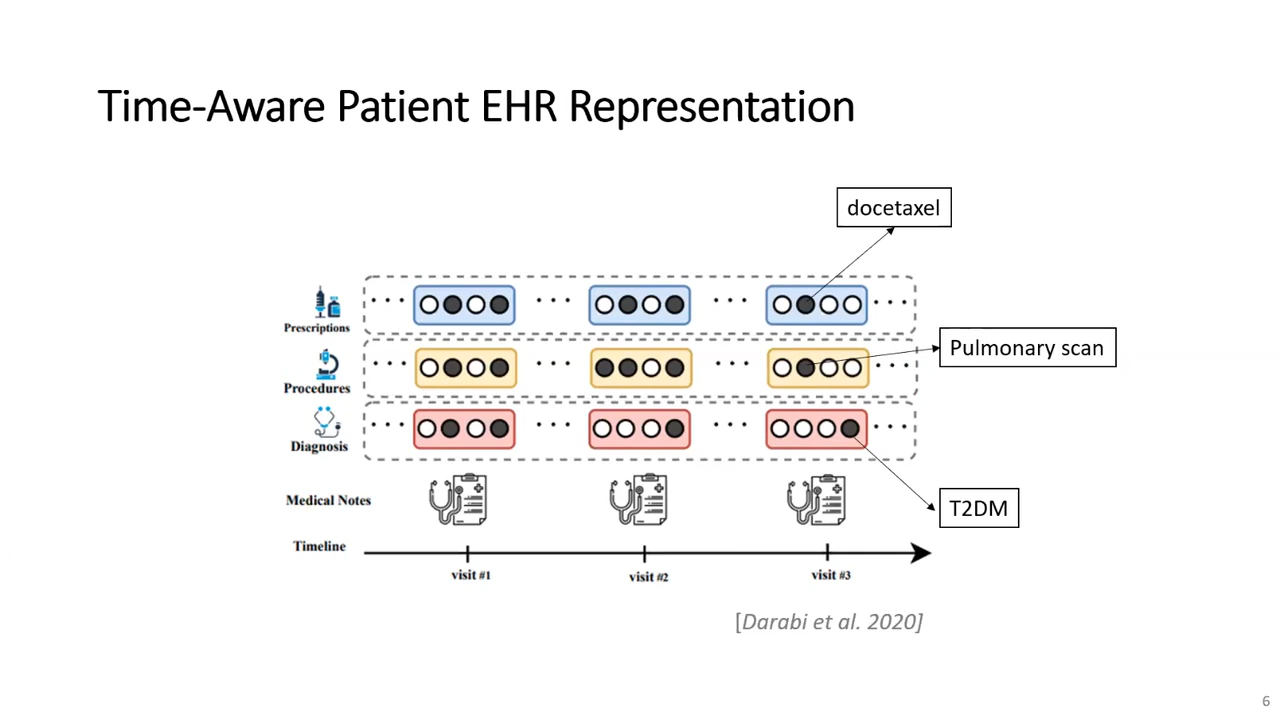 Time-Aware Patient EHR Representation
docetaxel
Prescriptions
Pulmonary scan
Procedures
Diagnosis
Medical Notes
T2DM
Timeline
visit #1
visit #2
visit #3
[Darabi et al. 2020]
6